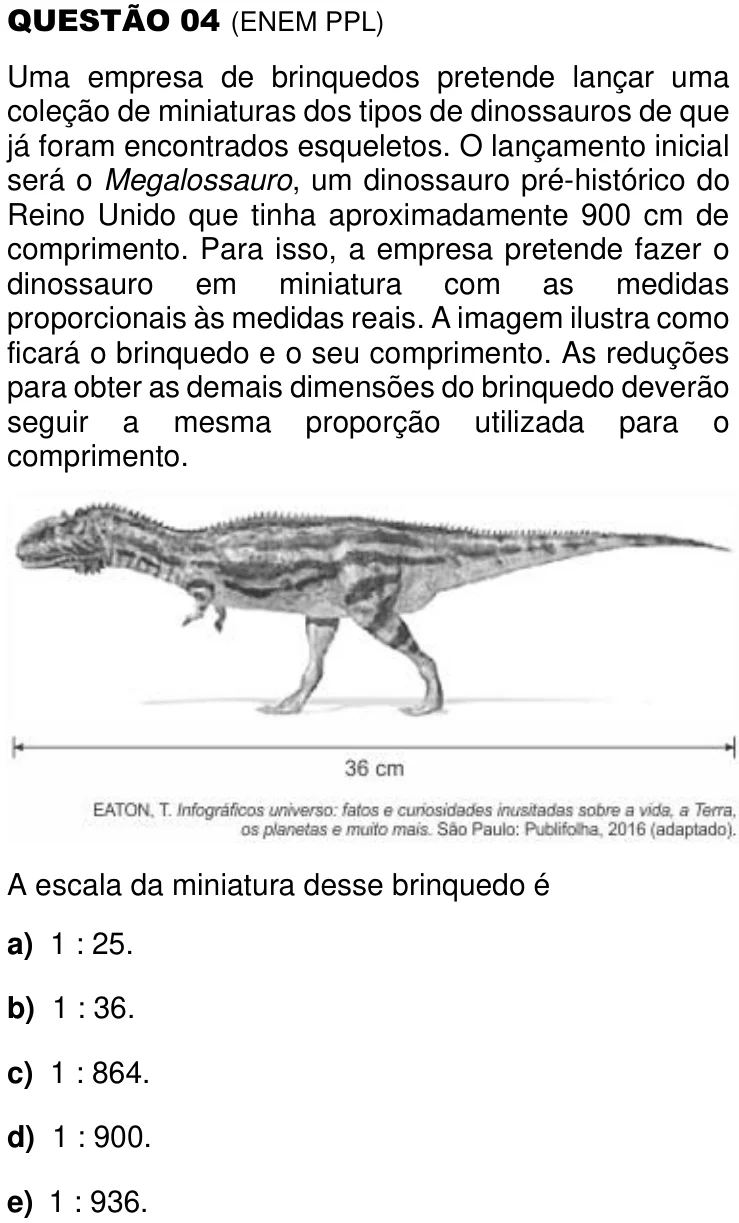 QUESTÃO 04 (ENEM PPL)
Uma empresa de brinquedos pretende lançar uma
coleção de miniaturas dos tipos de dinossauros de que
já foram encontrados esqueletos. O lançamento inicial
será o Megalossauro, um dinossauro pré-histórico do
Reino Unido que tinha aproximadamente 900 cm de
comprimento. Para isso, a empresa pretende fazer o
dinossauro em miniatura com as medidas
proporcionais às medidas reais. A imagem ilustra como
ficará o brinquedo e o seu comprimento. As reduções
para obter as demais dimensões do brinquedo deverão
seguir a mesma proporção utilizada para o
comprimento.
36 cm
EATON, T. Infográficos universo: fatos e curiosidades inusitadas sobre a vida, a Terra,
os planetas e muito mais. São Paulo: Publifolha, 2016 (adaptado).
A escala da miniatura desse brinquedo é
a) 1 : 25.
b) 1 : 36.
c) 1 : 864.
d) 1 : 900.
e) 1 : 936.